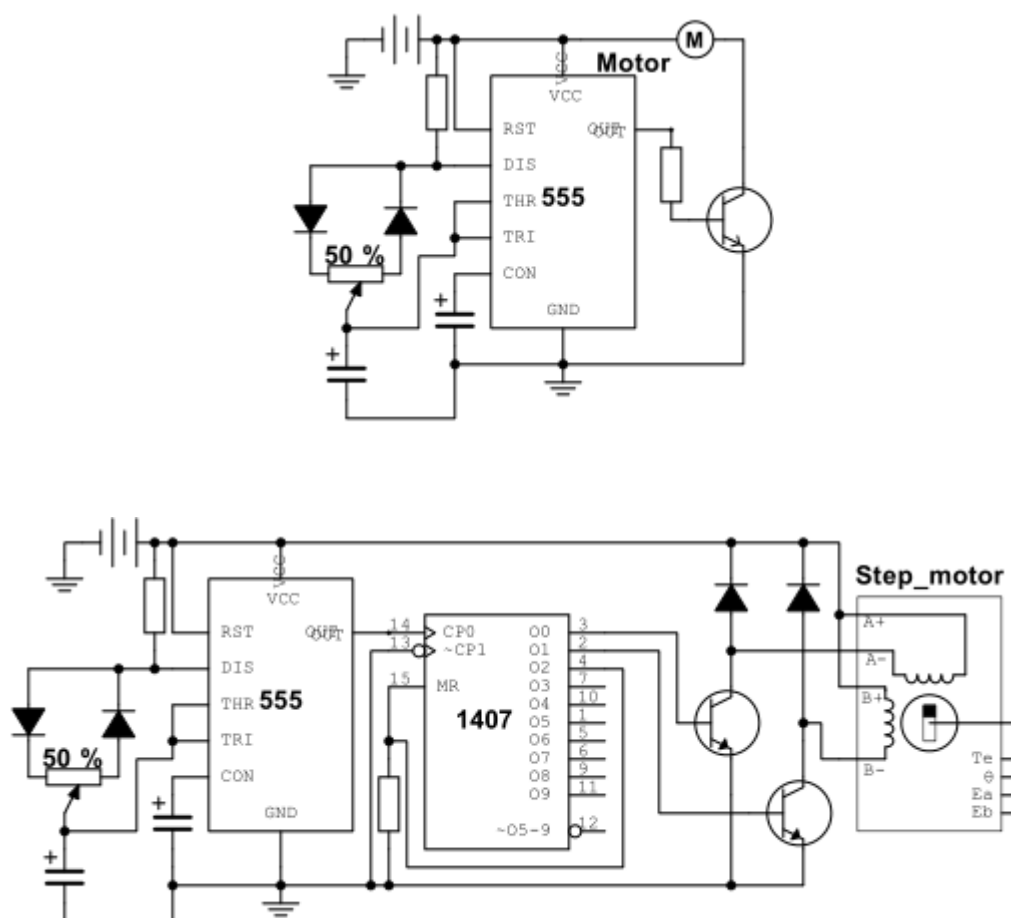 M
Motor
VCC
VCC
RST
OUT
DIS
THR
555
TRI
50 %
CON
+
GND
+
Step_motor
VCC
VCC
A+
RST
OUT
14
CP0
O0
3
13
~CP1
O1
2
A-
DIS
O2
4
15
MR
O3
7
B+
THR
555
O4
10
1407
O5
1
TRI
O6
5
50 %
O7
6
B-
Te
CON
O8
9
θ
+
O9
11
Ea
GND
Eb
~O5-9
12
+